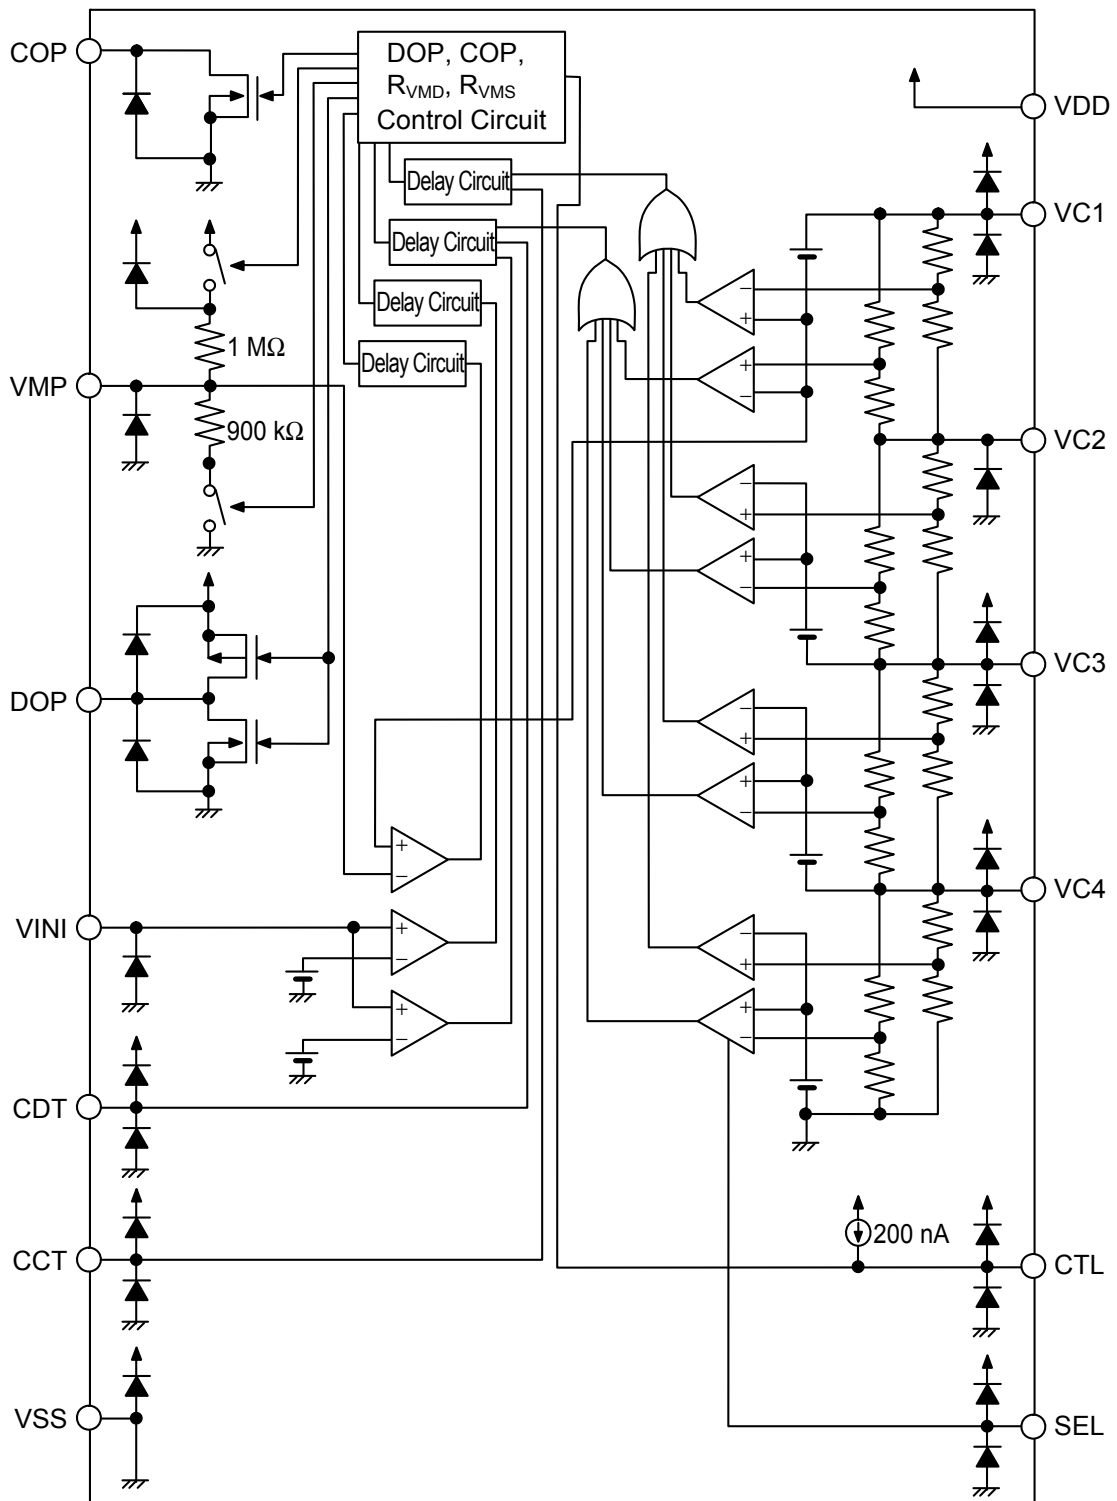 COP
DOP, COP,
RVMD, RVMS
Control Circuit
VDD
Delay Circuit
VC1
Delay Circuit
−
+
Delay Circuit
1 MΩ
Delay Circuit
+
−
VMP
900 kΩ
VC2
−
+
+
−
VC3
DOP
−
+
+
−
+
−
VC4
VINI
+
−
−
+
+
−
+
−
CDT
200 nA
CCT
CTL
VSS
SEL